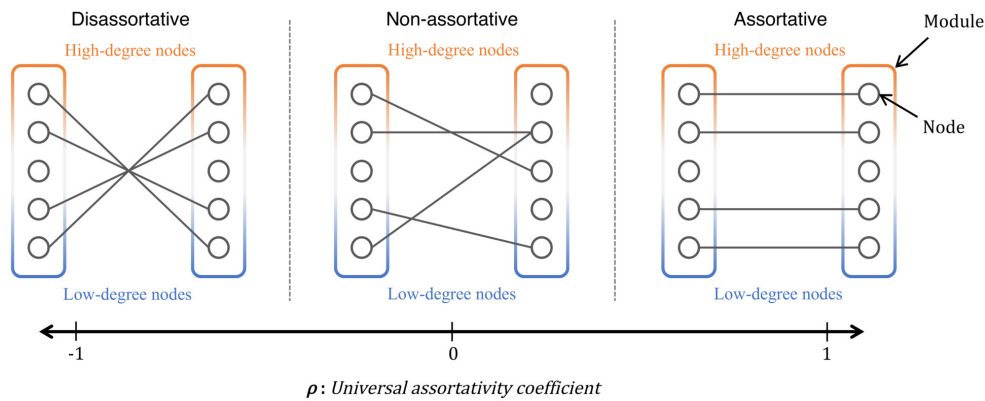 Disassortative
Non-assortative
Assortative
High-degree nodes
High-degree nodes
High-degree nodes
Module
Node
Low-degree nodes
Low-degree nodes
Low-degree nodes
-1
0
1
ρ : Universal assortativity coefficient